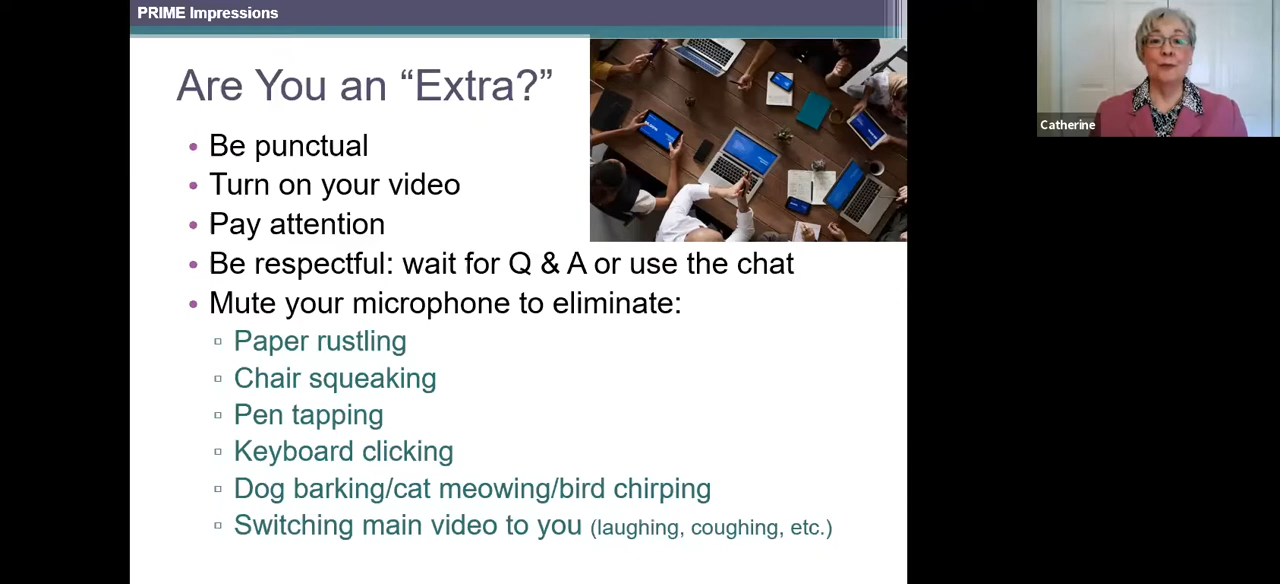 PRIME Impressions
Are You an “Extra?”
• Be punctual
• Turn on your video
• Pay attention
• Be respectful: wait for Q & A or use the chat
• Mute your microphone to eliminate:
▫ Paper rustling
▫ Chair squeaking
▫ Pen tapping
▫ Keyboard clicking
▫ Dog barking/cat meowing/bird chirping
▫ Switching main video to you (laughing, coughing, etc.)
Catherine